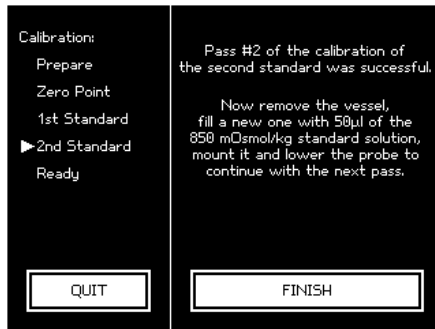 Calibration:
Prepare
Zero Point
1st Standard
2nd Standard
Ready
QUIT
Pass #2 of the calibration of
the second standard was successful.
Now remove the vessel,
fill a new one with 50µl of the
850 mOsmol/kg standard solution,
mount it and lower the probe to
continue with the next pass.
FINISH